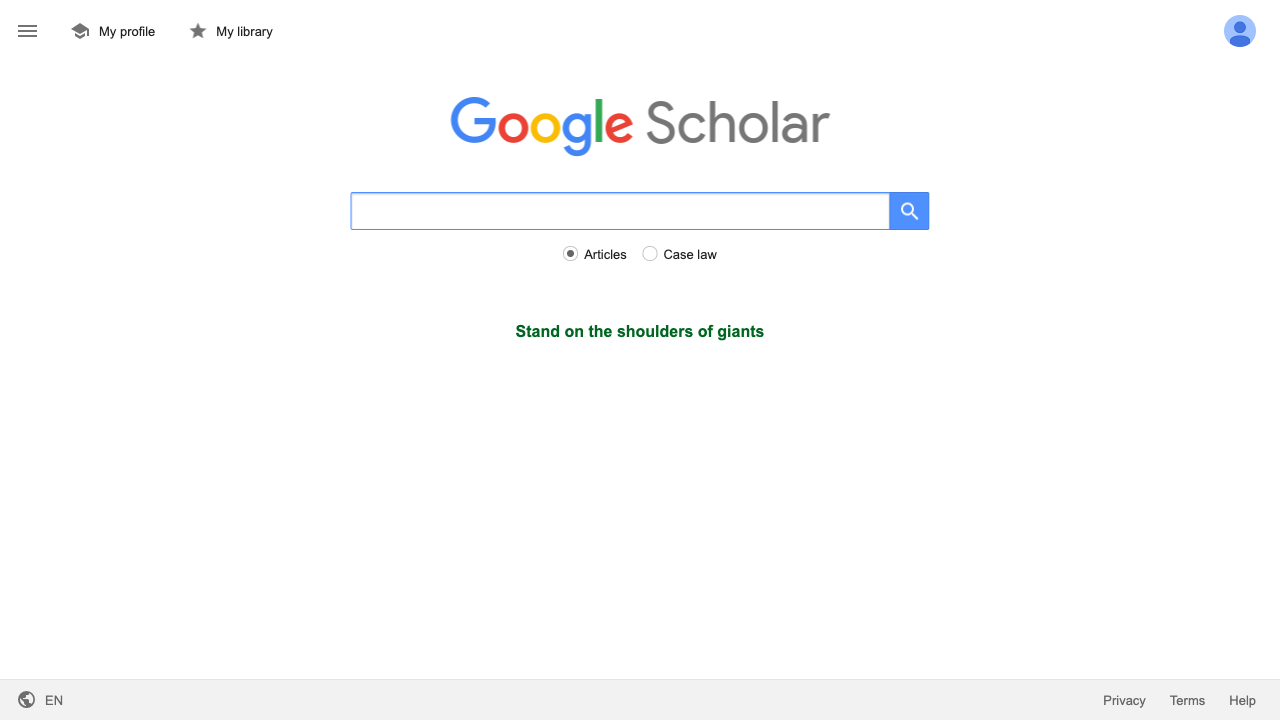 My profile
My library
Google Scholar
Articles
Case law
Stand on the shoulders of giants
EN
Privacy
Terms
Help